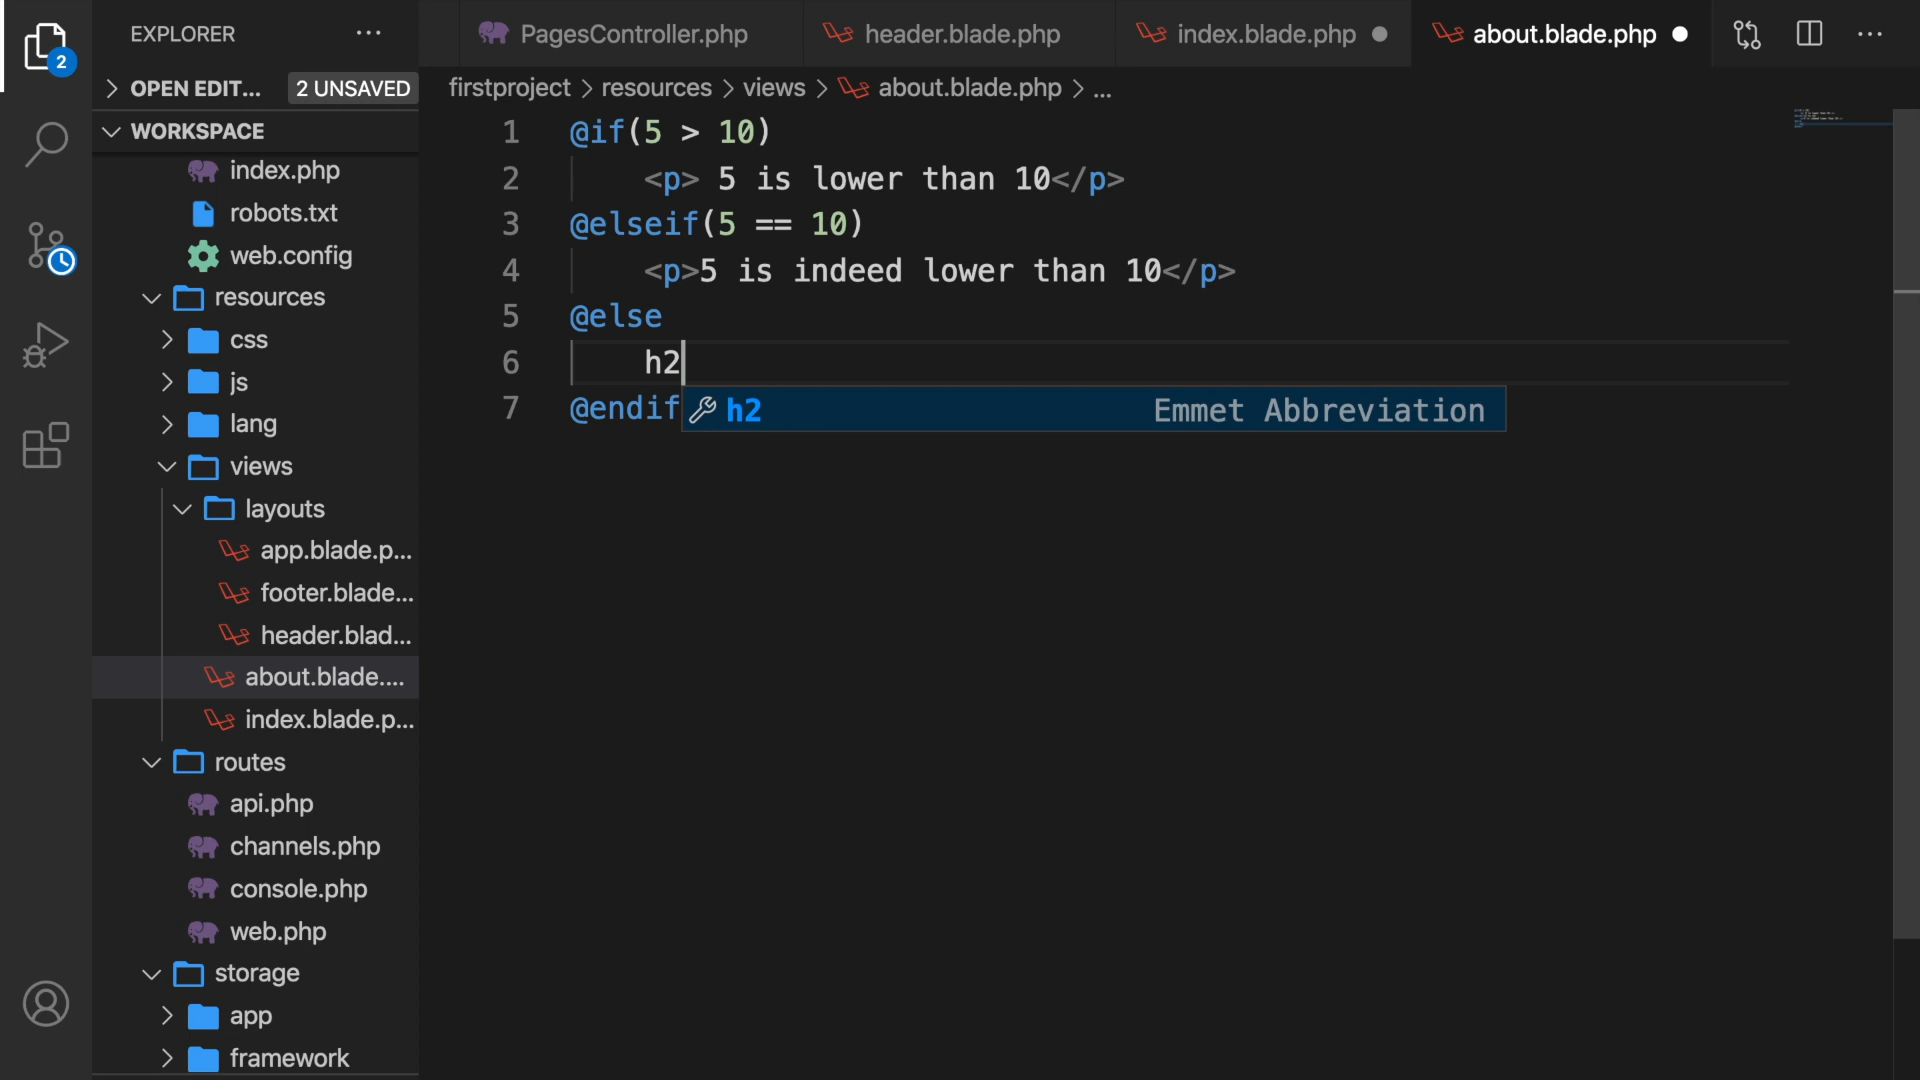 EXPLORER
PagesController.php
header.blade.php
index.blade.php
about.blade.php
2
OPEN EDIT...
2 UNSAVED
firstproject > resources > views > about.blade.php > ...
WORKSPACE
index.php
robots.txt
web.config
resources
css
js
lang
views
layouts
app.blade.p...
footer.blade...
header.blad...
about.blade....
index.blade.p...
routes
api.php
channels.php
console.php
web.php
storage
app
framework
1 @if(5 > 10)
2 <p> 5 is lower than 10</p>
3 @elseif(5 == 10)
4 <p>5 is indeed lower than 10</p>
5 @else
6 h2
7 @endif
h2 Emmet Abbreviation